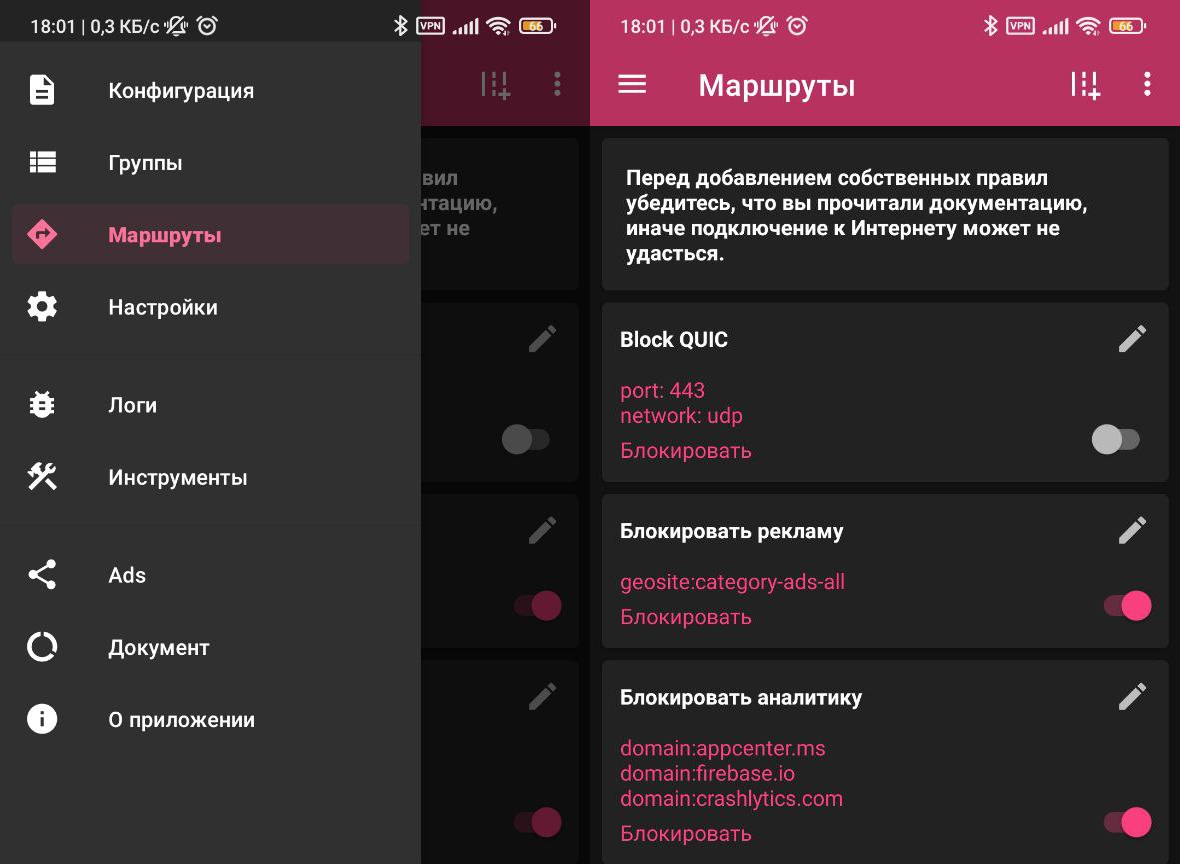 18:01 | 0,3 КБ/с
VPN
66
Конфигурация
Группы
Маршруты
Настройки
Логи
Инструменты
Ads
Документ
О приложении
вил
нтацию,
ет не
18:01 | 0,3 КБ/с
VPN
66
Маршруты
Перед добавлением собственных правил
убедитесь, что вы прочитали документацию,
иначе подключение к Интернету может не
удасться.
Block QUIC
port: 443
network: udp
Блокировать
Блокировать рекламу
geosite:category-ads-all
Блокировать
Блокировать аналитику
domain:appcenter.ms
domain:firebase.io
domain:crashlytics.com
Блокировать